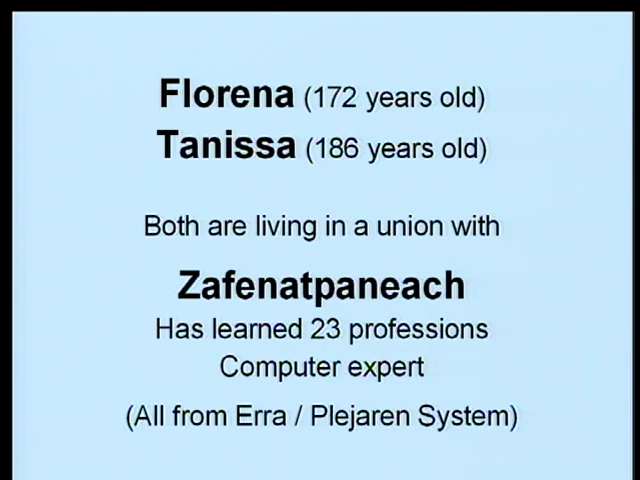 Florena (172 years old)
Tanissa (186 years old)
Both are living in a union with
Zafenatpaneach
Has learned 23 professions
Computer expert
(All from Erra / Plejaren System)